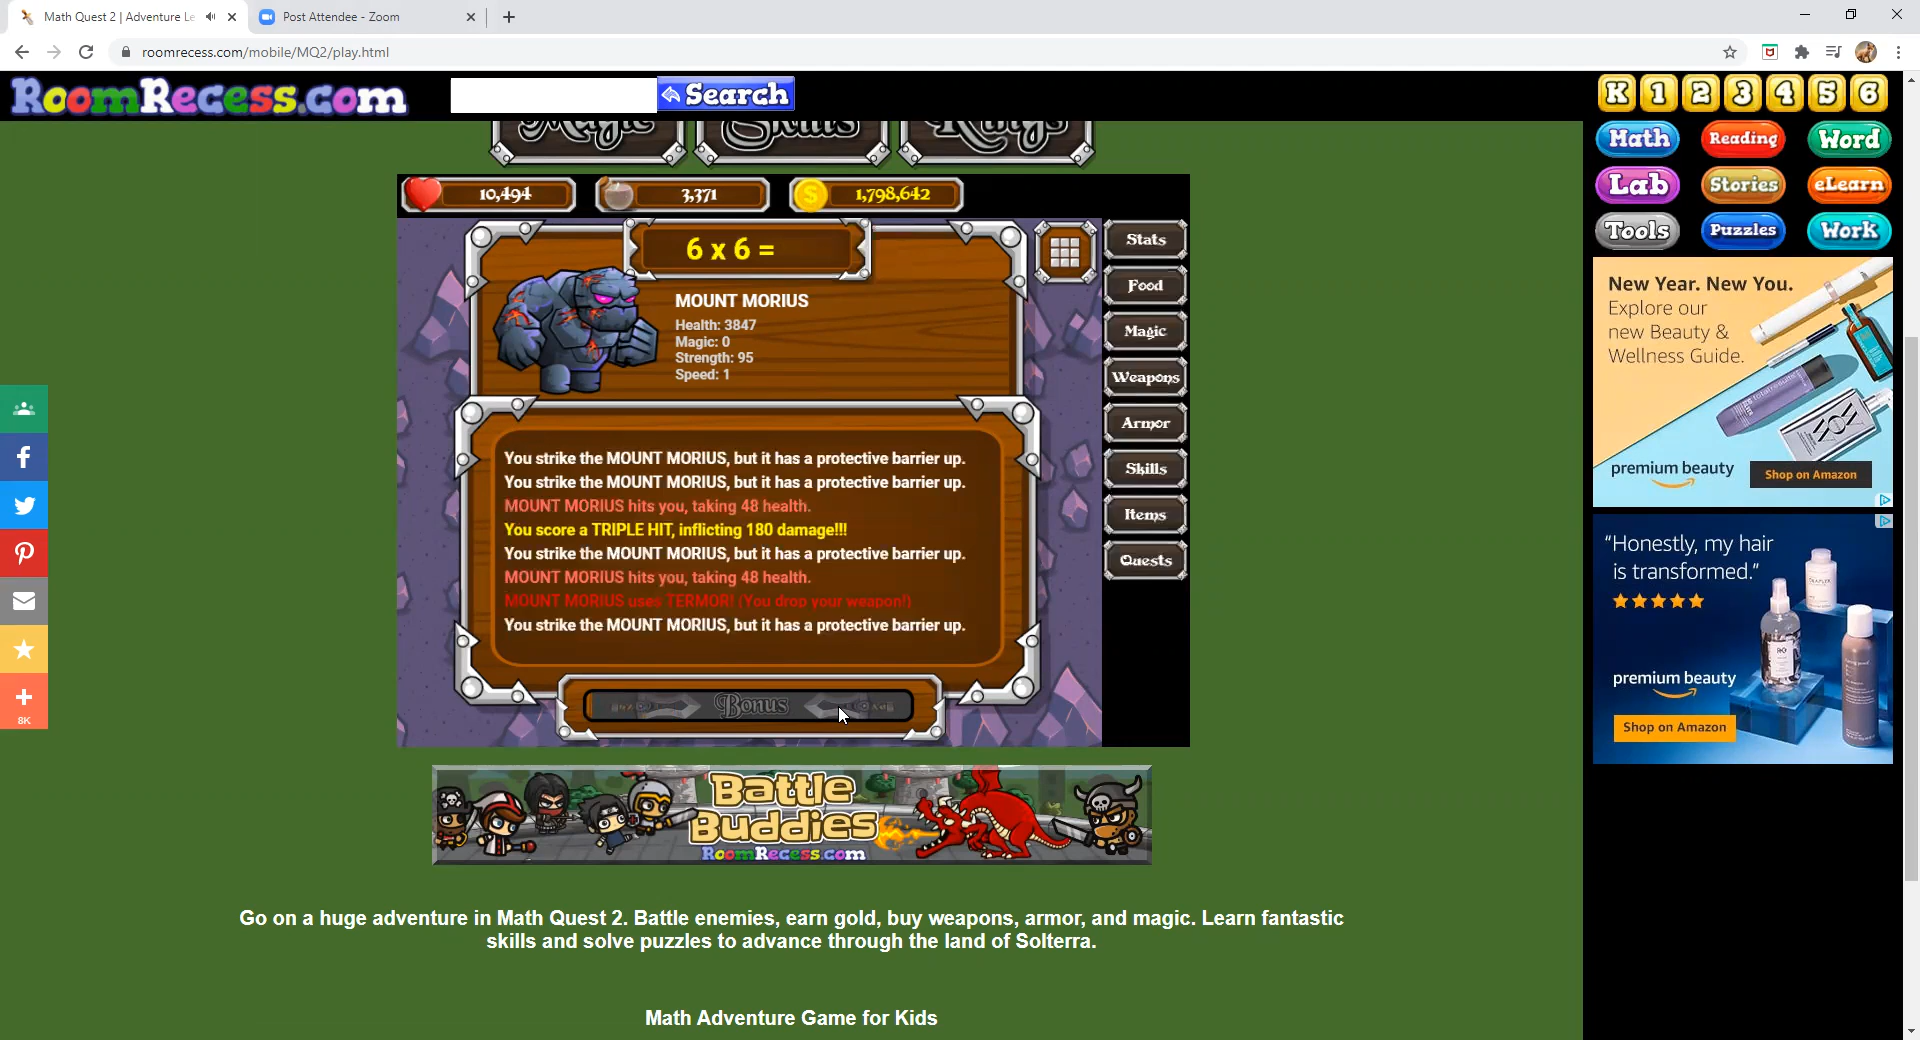 Math Quest 2 | Adventure Le
Post Attendee - Zoom
roomrecess.com/mobile/MQ2/play.html
RoomRecess.com
Search
K 1 2 3 4 5 6
Magic Skills Rings
Math Reading Word
Lab Stories eLearn
Tools Puzzles Work
10,494 3,371 1,798,642
6 x 6 =
MOUNT MORIUS
Health: 3847
Magic: 0
Strength: 95
Speed: 1
Stats
Food
Magic
Weapons
Armor
Skills
Items
Quests
You strike the MOUNT MORIUS, but it has a protective barrier up.
You strike the MOUNT MORIUS, but it has a protective barrier up.
MOUNT MORIUS hits you, taking 48 health.
You score a TRIPLE HIT, inflicting 180 damage!!!
You strike the MOUNT MORIUS, but it has a protective barrier up.
MOUNT MORIUS hits you, taking 48 health.
MOUNT MORIUS uses TERMOR! (You drop your weapon!)
You strike the MOUNT MORIUS, but it has a protective barrier up.
Bonus
8K
Battle
Buddies
RoomRecess.com
Go on a huge adventure in Math Quest 2. Battle enemies, earn gold, buy weapons, armor, and magic. Learn fantastic
skills and solve puzzles to advance through the land of Solterra.
Math Adventure Game for Kids
New Year. New You.
Explore our
new Beauty &
Wellness Guide.
WOW
premium beauty
Shop on Amazon
“Honestly, my hair
is transformed.”
premium beauty
Shop on Amazon